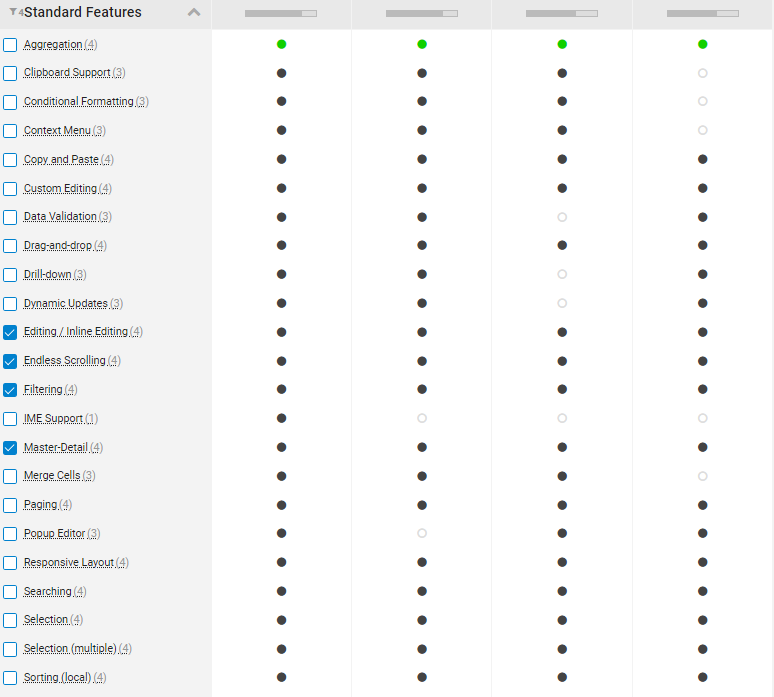 4 Standard Features
Aggregation (4)
Clipboard Support (3)
Conditional Formatting (3)
Context Menu (3)
Copy and Paste (4)
Custom Editing (4)
Data Validation (3)
Drag-and-drop (4)
Drill-down (3)
Dynamic Updates (3)
Editing / Inline Editing (4)
Endless Scrolling (4)
Filtering (4)
IME Support (1)
Master-Detail (4)
Merge Cells (3)
Paging (4)
Popup Editor (3)
Responsive Layout (4)
Searching (4)
Selection (4)
Selection (multiple) (4)
Sorting (local) (4)